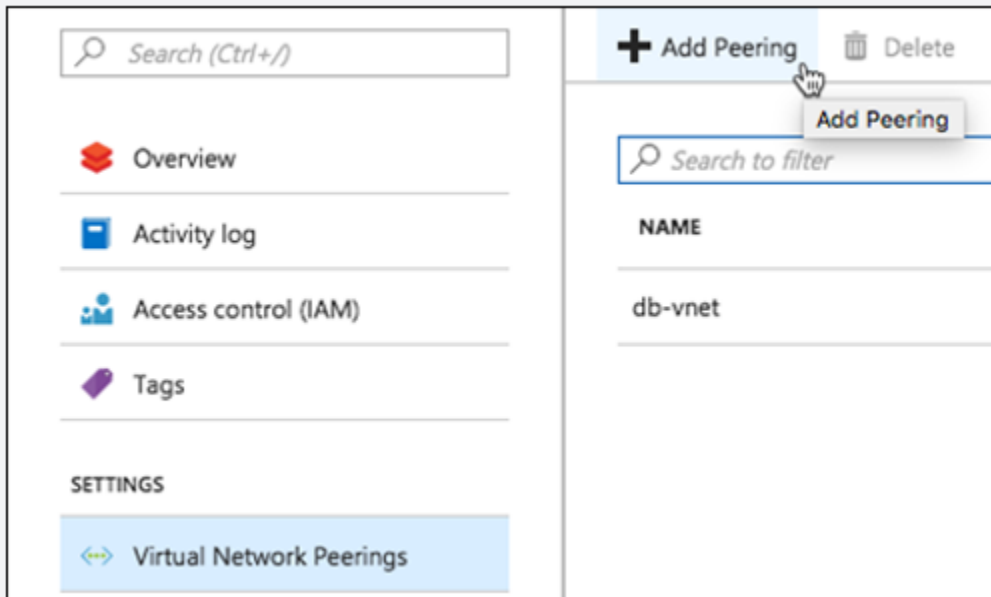 Search (Ctrl+/)
Overview
Activity log
Access control (IAM)
Tags
SETTINGS
Virtual Network Peerings
Add Peering
Delete
Add Peering
Search to filter
NAME
db-vnet